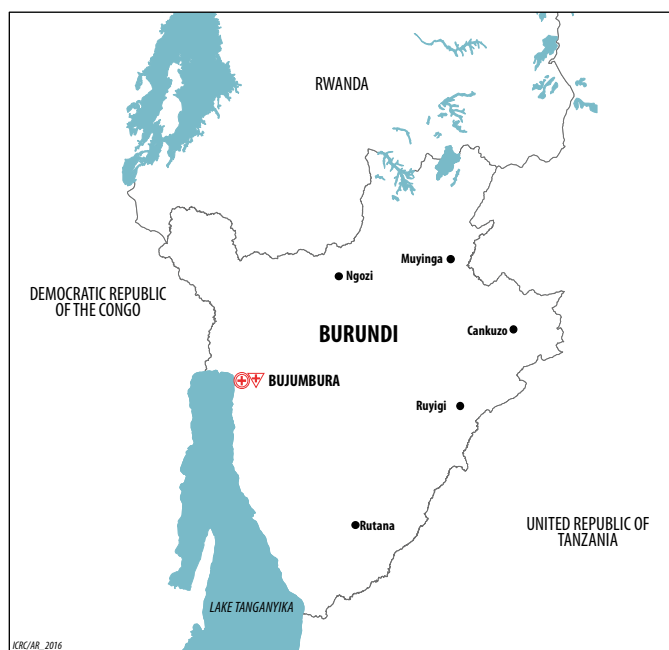 RWANDA
Muyinga
Ngozi
DEMOCRATIC REPUBLIC
OF THE CONGO
BURUNDI
Cankuzo
BUJUMBURA
Ruyigi
Rutana
UNITED REPUBLIC OF
TANZANIA
LAKE TANGANYIKA
ICRC/AR_2016